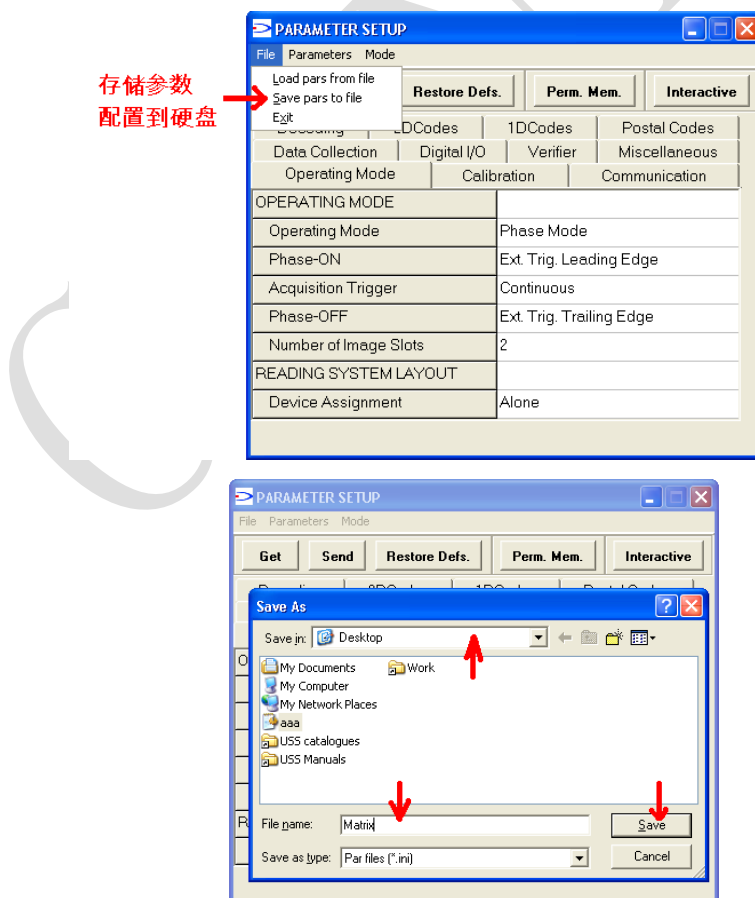 PARAMETER SETUP
File Parameters Mode
存储参数
配置到硬盘
Load pars from file
Save pars to file
Exit
Restore Defs. Perm. Mem. Interactive
1DCodes Postal Codes
Data Collection Digital I/O Verifier Miscellaneous
Operating Mode Calibration Communication
OPERATING MODE
Operating Mode Phase Mode
Phase-ON Ext. Trig. Leading Edge
Acquisition Trigger Continuous
Phase-OFF Ext. Trig. Trailing Edge
Number of Image Slots 2
READING SYSTEM LAYOUT
Device Assignment Alone
PARAMETER SETUP
File Parameters Mode
Get Send Restore Defs. Perm. Mem. Interactive
Save As
Save in: Desktop
My Documents Work
My Computer
My Network Places
aaa
USS catalogues
USS Manuals
File name: Matrix Save
Save as type: Par files (*.ini) Cancel